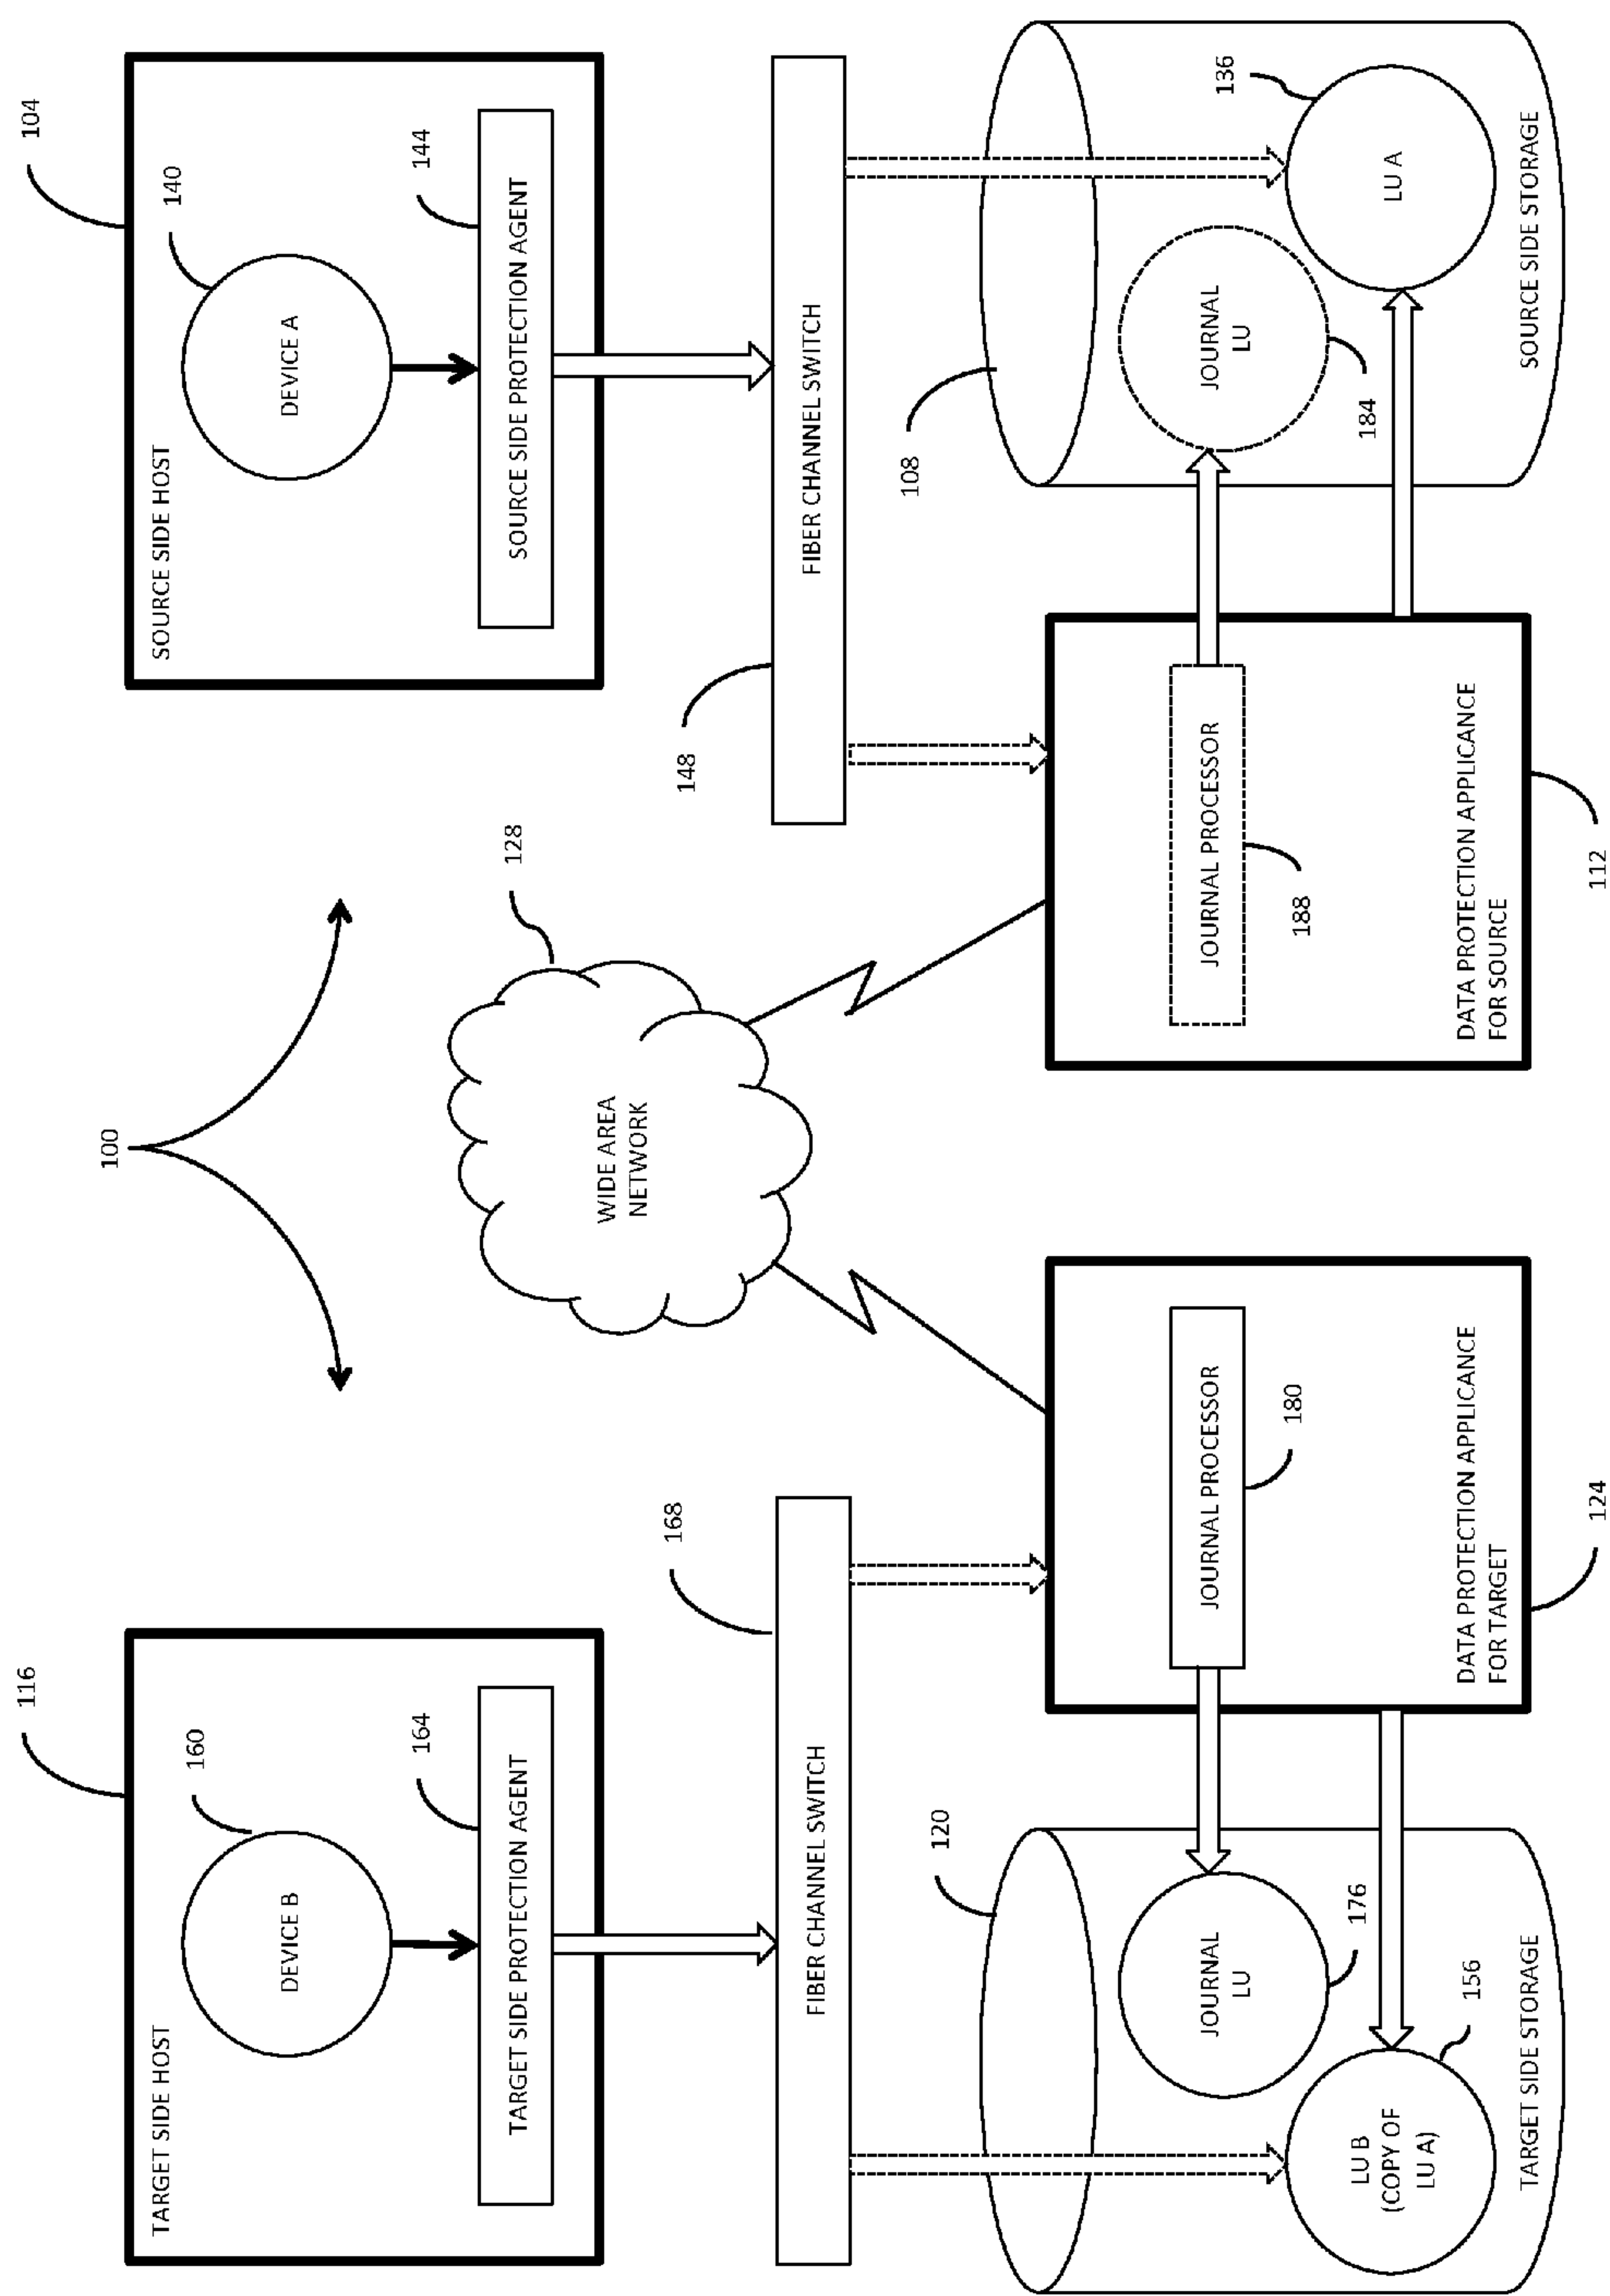 100
TARGET SIDE HOST
116
DEVICE B
160
TARGET SIDE PROTECTION AGENT
164
SOURCE SIDE HOST
104
DEVICE A
140
SOURCE SIDE PROTECTION AGENT
144
WIDE AREA
NETWORK
128
FIBER CHANNEL SWITCH
168
FIBER CHANNEL SWITCH
148
120
JOURNAL
LU
176
LU B
(COPY OF
LU A)
156
TARGET SIDE STORAGE
JOURNAL PROCESSOR
180
DATA PROTECTION APPLICANCE
FOR TARGET
124
JOURNAL PROCESSOR
188
DATA PROTECTION APPLICANCE
FOR SOURCE
112
108
JOURNAL
LU
184
LU A
136
SOURCE SIDE STORAGE